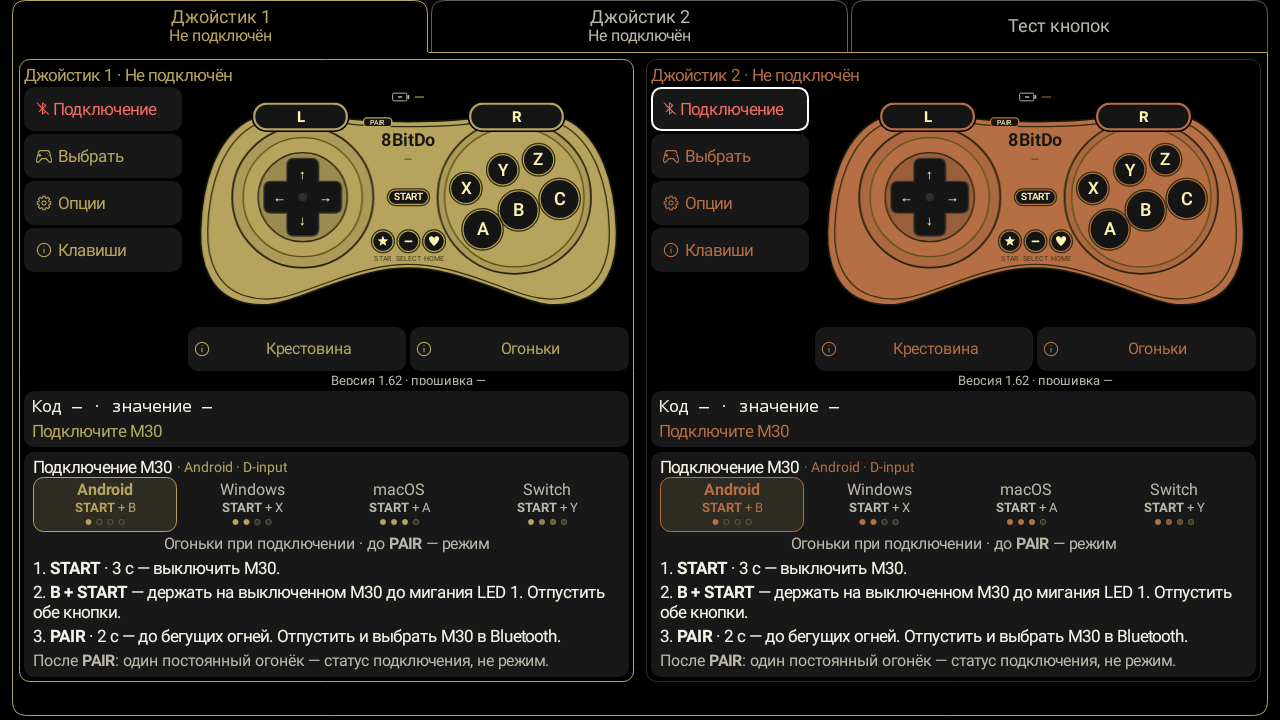 Джойстик 1
Не подключён
Джойстик 2
Не подключён
Тест кнопок
Джойстик 1 · Не подключён
Подключение
Выбрать
Опции
Клавиши
—
L
R
PAIR
8BitDo
—
X
Y
Z
A
B
C
START
↑
←
→
↓
STAR SELECT HOME
Крестовина
Огоньки
Версия 1.62 · прошивка —
Код — · значение —
Подключите M30
Подключение M30 · Android · D-input
Android
START + B
Windows
START + X
macOS
START + A
Switch
START + Y
Огоньки при подключении · до PAIR — режим
1. START · 3 с — выключить M30.
2. B + START — держать на выключенном M30 до мигания LED 1. Отпустить
обе кнопки.
3. PAIR · 2 с — до бегущих огней. Отпустить и выбрать M30 в Bluetooth.
После PAIR: один постоянный огонёк — статус подключения, не режим.
Джойстик 2 · Не подключён
Подключение
Выбрать
Опции
Клавиши
—
L
R
PAIR
8BitDo
—
X
Y
Z
A
B
C
START
↑
←
→
↓
STAR SELECT HOME
Крестовина
Огоньки
Версия 1.62 · прошивка —
Код — · значение —
Подключите M30
Подключение M30 · Android · D-input
Android
START + B
Windows
START + X
macOS
START + A
Switch
START + Y
Огоньки при подключении · до PAIR — режим
1. START · 3 с — выключить M30.
2. B + START — держать на выключенном M30 до мигания LED 1. Отпустить
обе кнопки.
3. PAIR · 2 с — до бегущих огней. Отпустить и выбрать M30 в Bluetooth.
После PAIR: один постоянный огонёк — статус подключения, не режим.